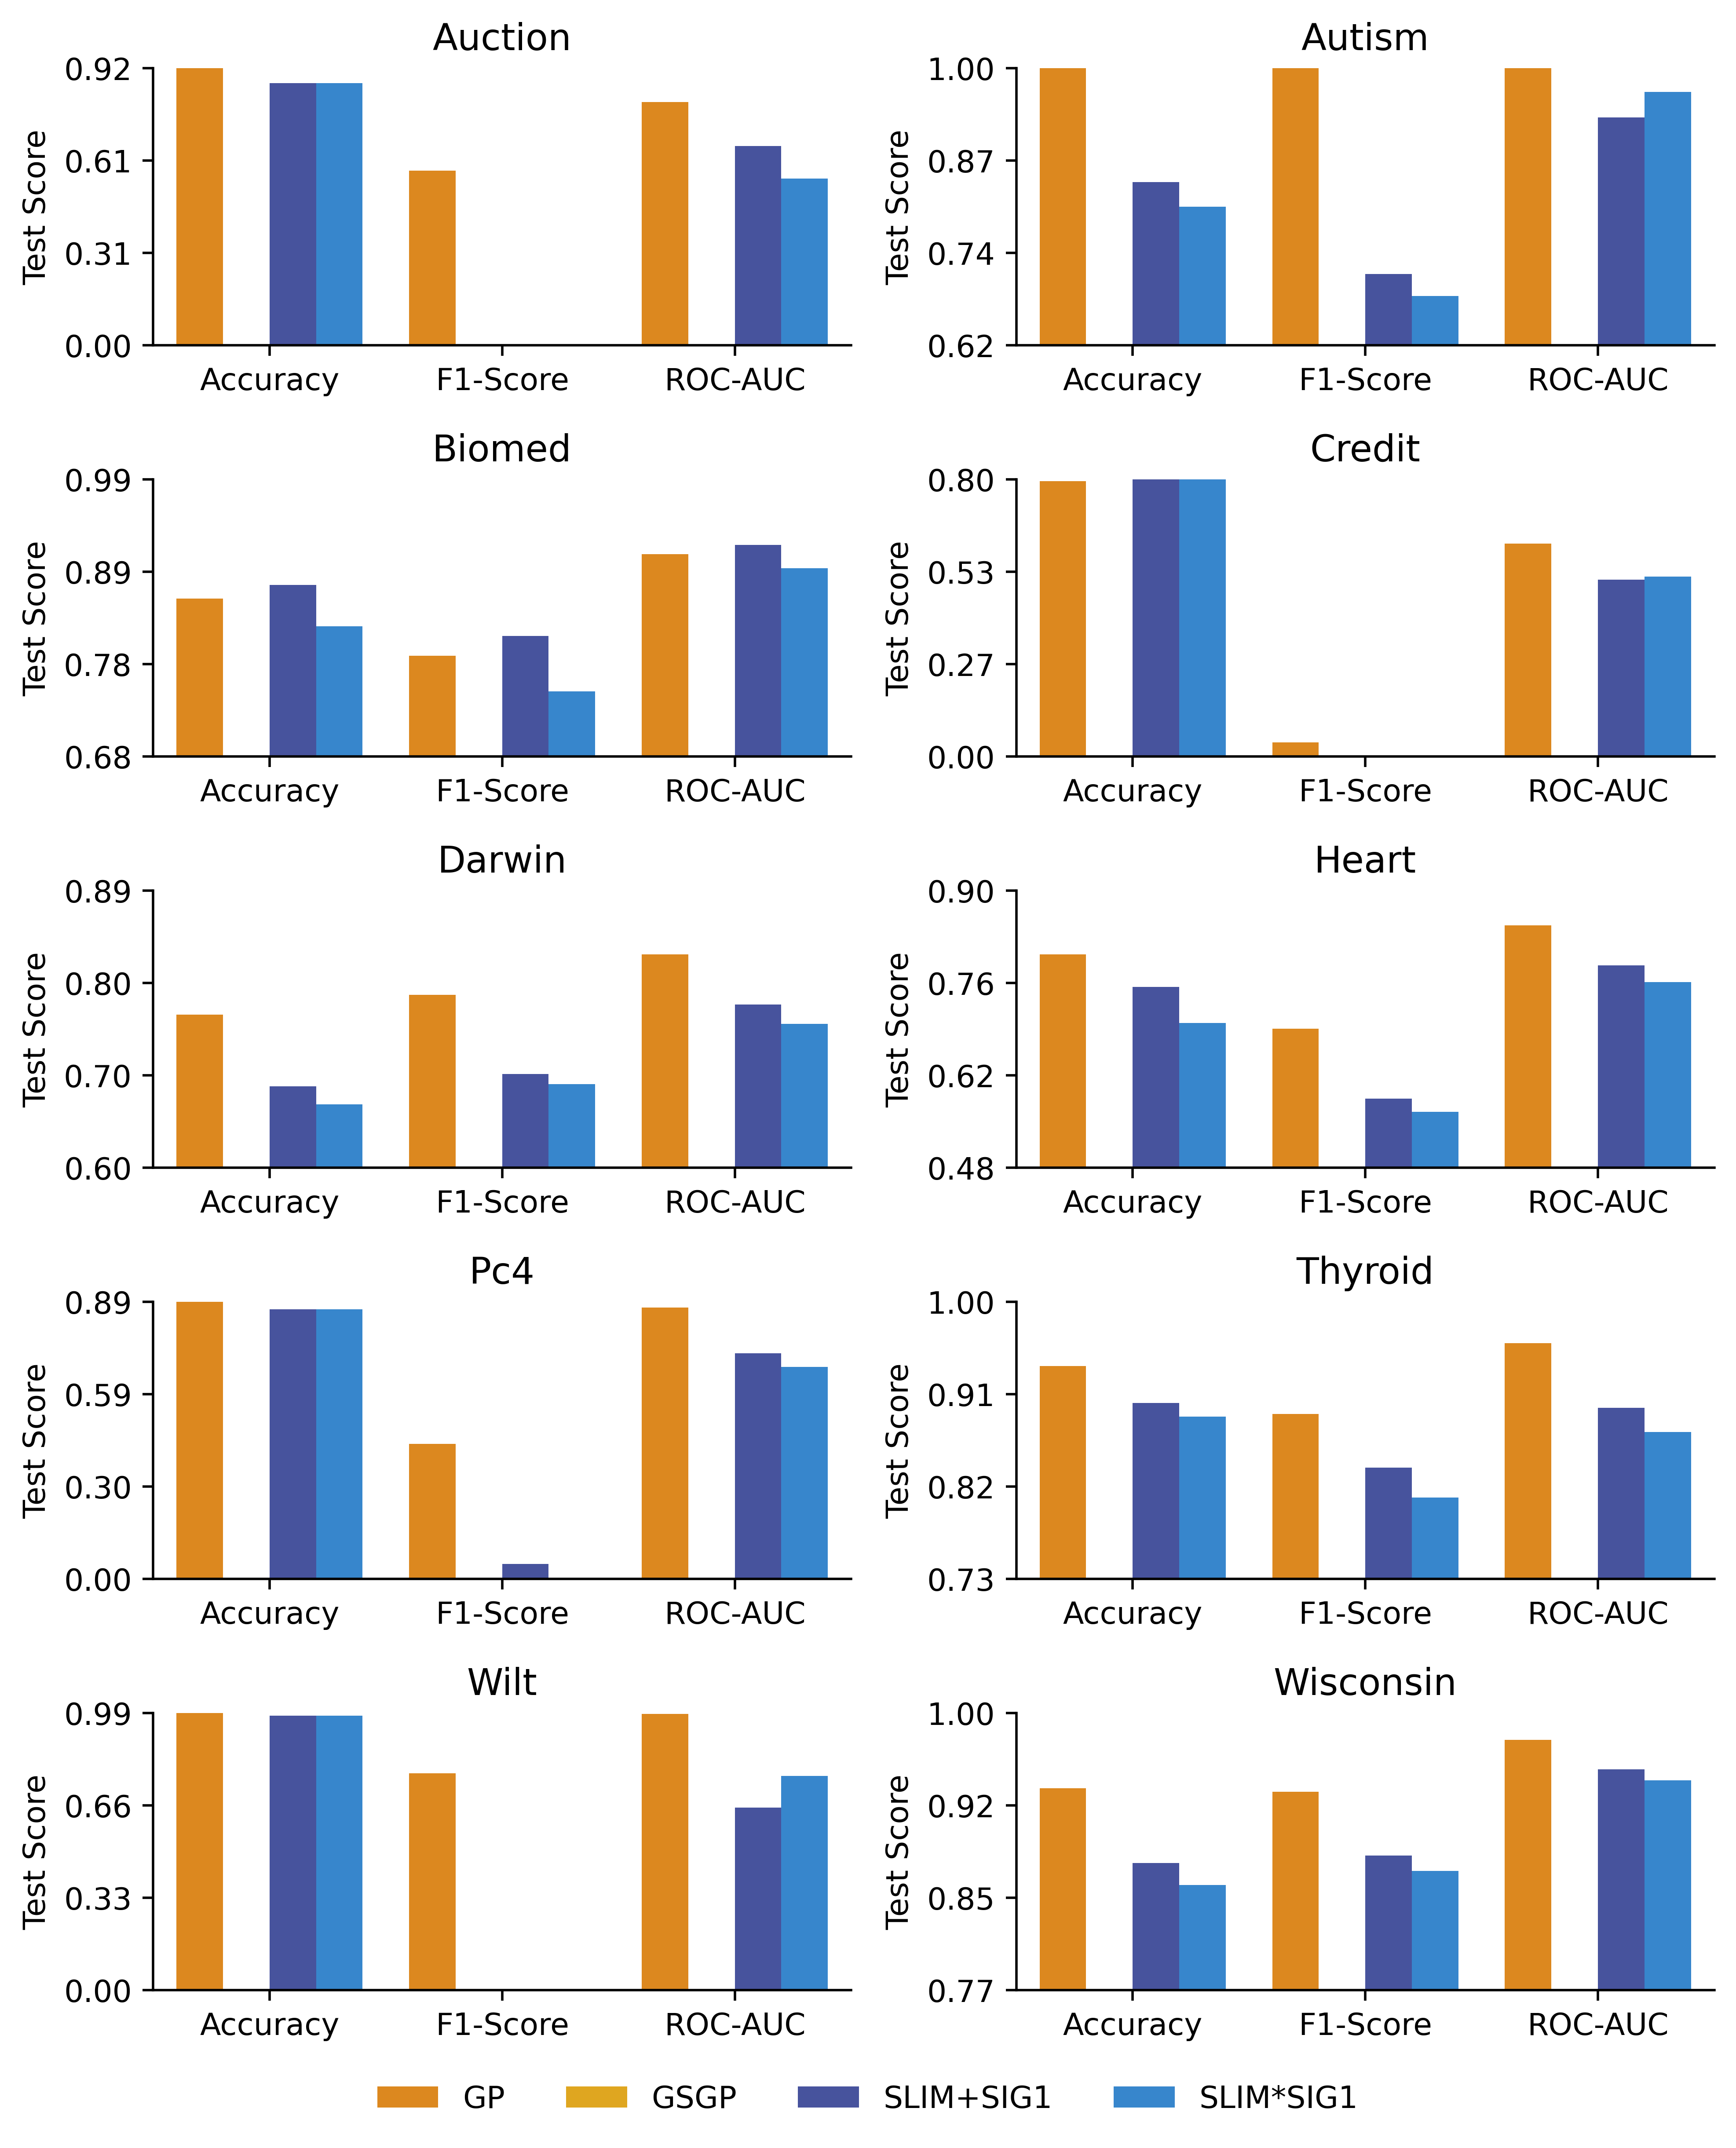 Auction
0.92
0.61
0.31
0.00
Test Score
Accuracy F1-Score ROC-AUC
Autism
1.00
0.87
0.74
0.62
Test Score
Accuracy F1-Score ROC-AUC
Biomed
0.99
0.89
0.78
0.68
Test Score
Accuracy F1-Score ROC-AUC
Credit
0.80
0.53
0.27
0.00
Test Score
Accuracy F1-Score ROC-AUC
Darwin
0.89
0.80
0.70
0.60
Test Score
Accuracy F1-Score ROC-AUC
Heart
0.90
0.76
0.62
0.48
Test Score
Accuracy F1-Score ROC-AUC
Pc4
0.89
0.59
0.30
0.00
Test Score
Accuracy F1-Score ROC-AUC
Thyroid
1.00
0.91
0.82
0.73
Test Score
Accuracy F1-Score ROC-AUC
Wilt
0.99
0.66
0.33
0.00
Test Score
Accuracy F1-Score ROC-AUC
Wisconsin
1.00
0.92
0.85
0.77
Test Score
Accuracy F1-Score ROC-AUC
GP GSGP SLIM+SIG1 SLIM*SIG1